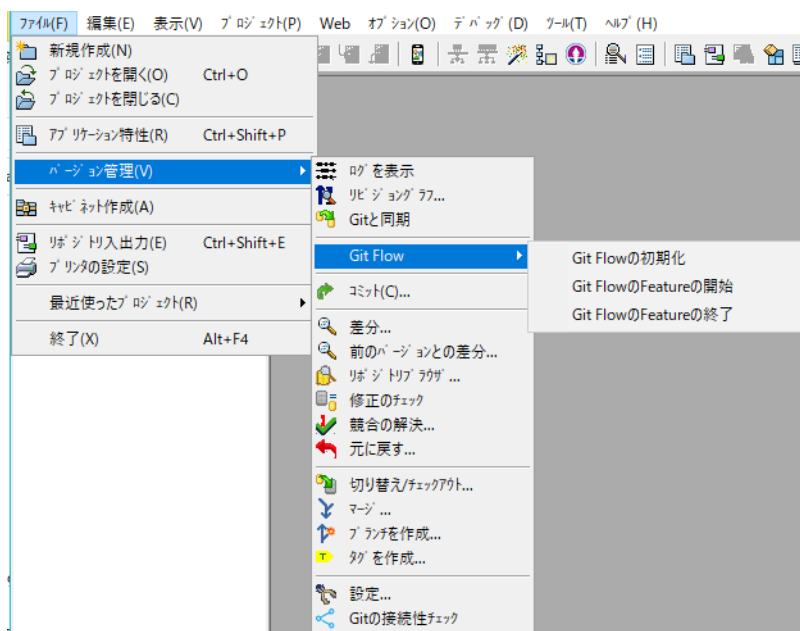 ﾌｧｲﾙ(F) 編集(E) 表示(V) ﾌﾟﾛｼﾞｪｸﾄ(P) Web ｵﾌﾟｼｮﾝ(O) ﾃﾞﾊﾞｯｸﾞ(D) ﾂｰﾙ(T) ﾍﾙﾌﾟ(H)
新規作成(N)
ﾌﾟﾛｼﾞｪｸﾄを開く(O) Ctrl+O
ﾌﾟﾛｼﾞｪｸﾄを閉じる(C)
ｱﾌﾟﾘｹｰｼｮﾝ特性(R) Ctrl+Shift+P
ﾊﾞｰｼﾞｮﾝ管理(V)
ｷｬﾋﾞﾈｯﾄ作成(A)
ﾘﾎﾟｼﾞﾄﾘ入出力(E) Ctrl+Shift+E
ﾌﾟﾘﾝﾀの設定(S)
最近使ったﾌﾟﾛｼﾞｪｸﾄ(R)
終了(X) Alt+F4
ﾛｸﾞを表示
ﾘﾋﾞｼﾞｮﾝｸﾞﾗﾌ...
Gitと同期
Git Flow
ｺﾐｯﾄ(C)...
差分...
前のﾊﾞｰｼﾞｮﾝとの差分...
ﾘﾎﾟｼﾞﾄﾘﾌﾞﾗｳｻﾞ...
修正のﾁｪｯｸ
競合の解決...
元に戻す...
切り替え/ﾁｪｯｸｱｳﾄ...
ﾏｰｼﾞ...
ﾌﾞﾗﾝﾁを作成...
ﾀｸﾞを作成...
設定...
Gitの接続性ﾁｪｯｸ
Git Flowの初期化
Git FlowのFeatureの開始
Git FlowのFeatureの終了